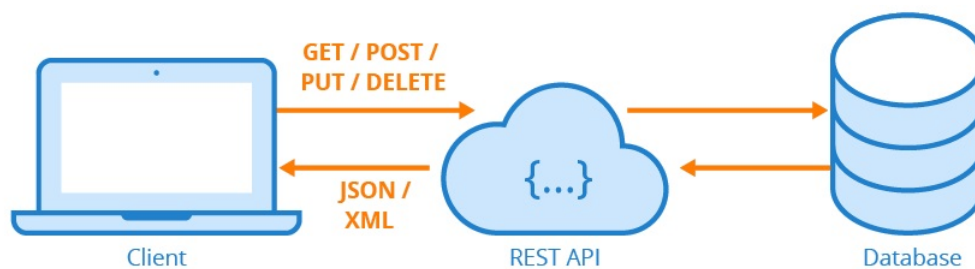 GET / POST /
PUT / DELETE
{...}
JSON /
XML
Client
REST API
Database